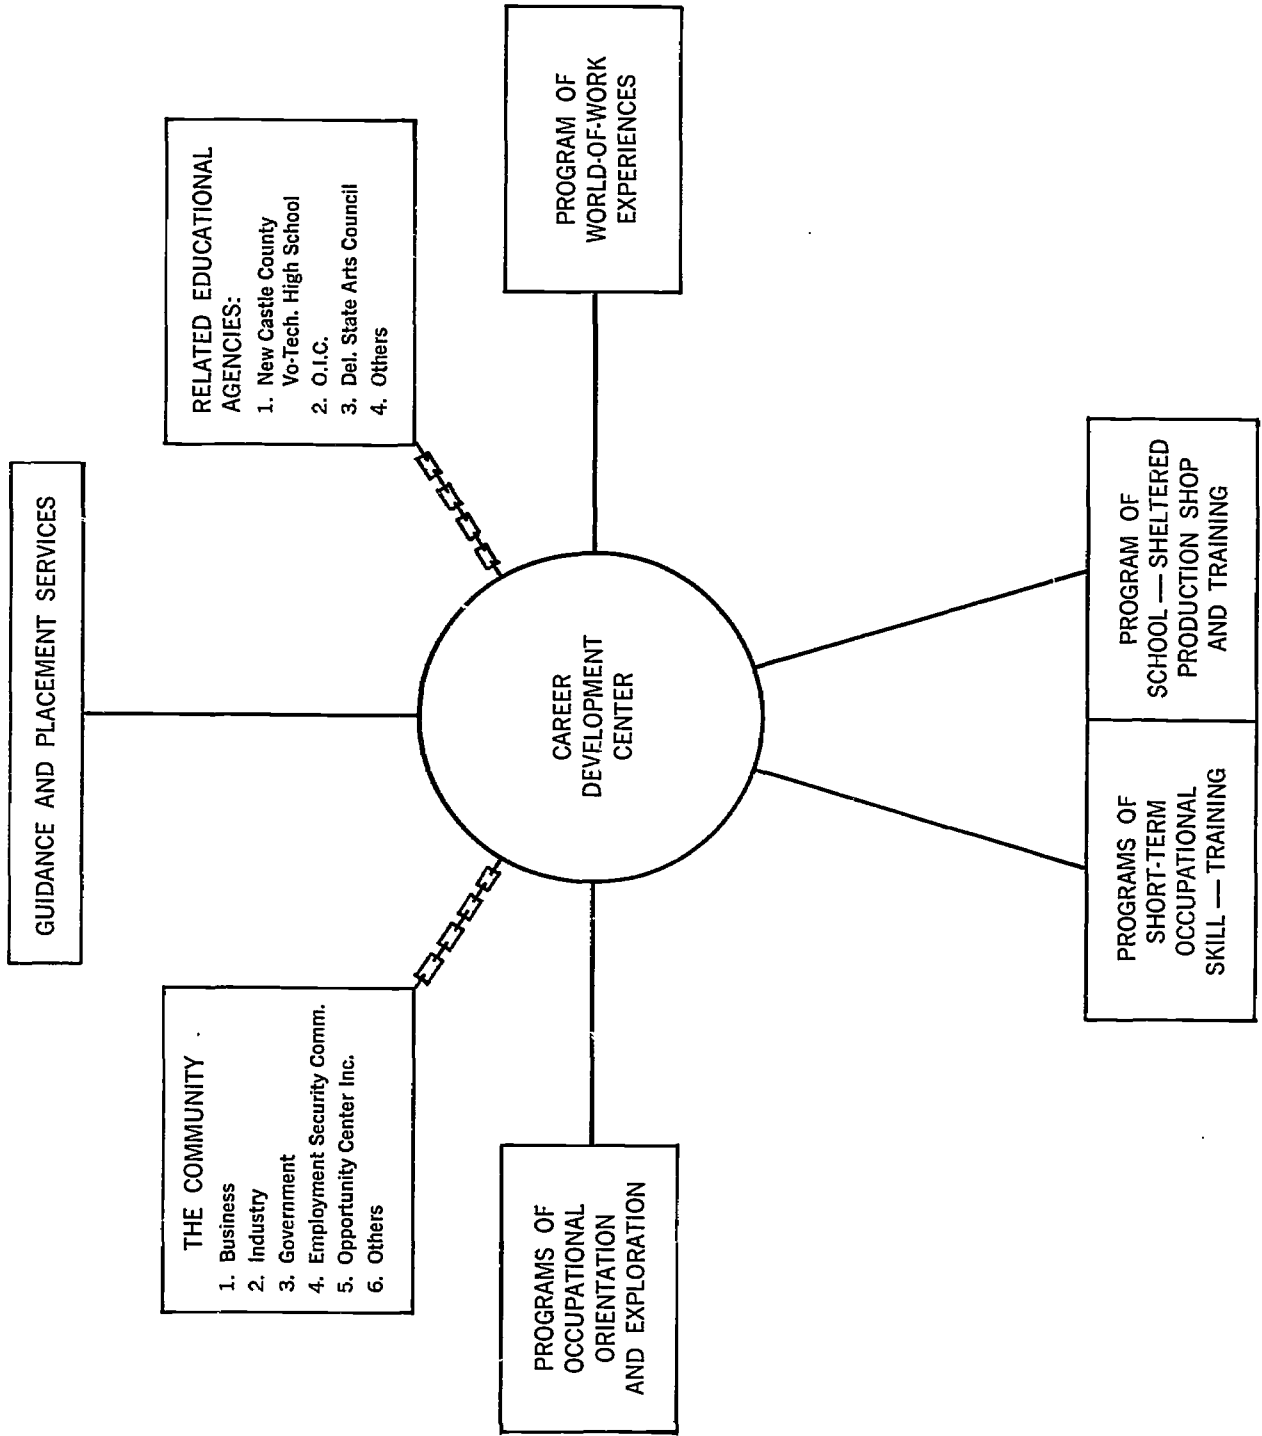 GUIDANCE AND PLACEMENT SERVICES
THE COMMUNITY
1. Business
2. Industry
3. Government
4. Employment Security Comm.
5. Opportunity Center Inc.
6. Others
RELATED EDUCATIONAL
AGENCIES:
1. New Castle County
Vo-Tech. High School
2. O.I.C.
3. Del. State Arts Council
4. Others
PROGRAMS OF
OCCUPATIONAL
ORIENTATION
AND EXPLORATION
CAREER
DEVELOPMENT
CENTER
PROGRAM OF
WORLD-OF-WORK
EXPERIENCES
PROGRAMS OF
SHORT-TERM
OCCUPATIONAL
SKILL — TRAINING
PROGRAM OF
SCHOOL — SHELTERED
PRODUCTION SHOP
AND TRAINING